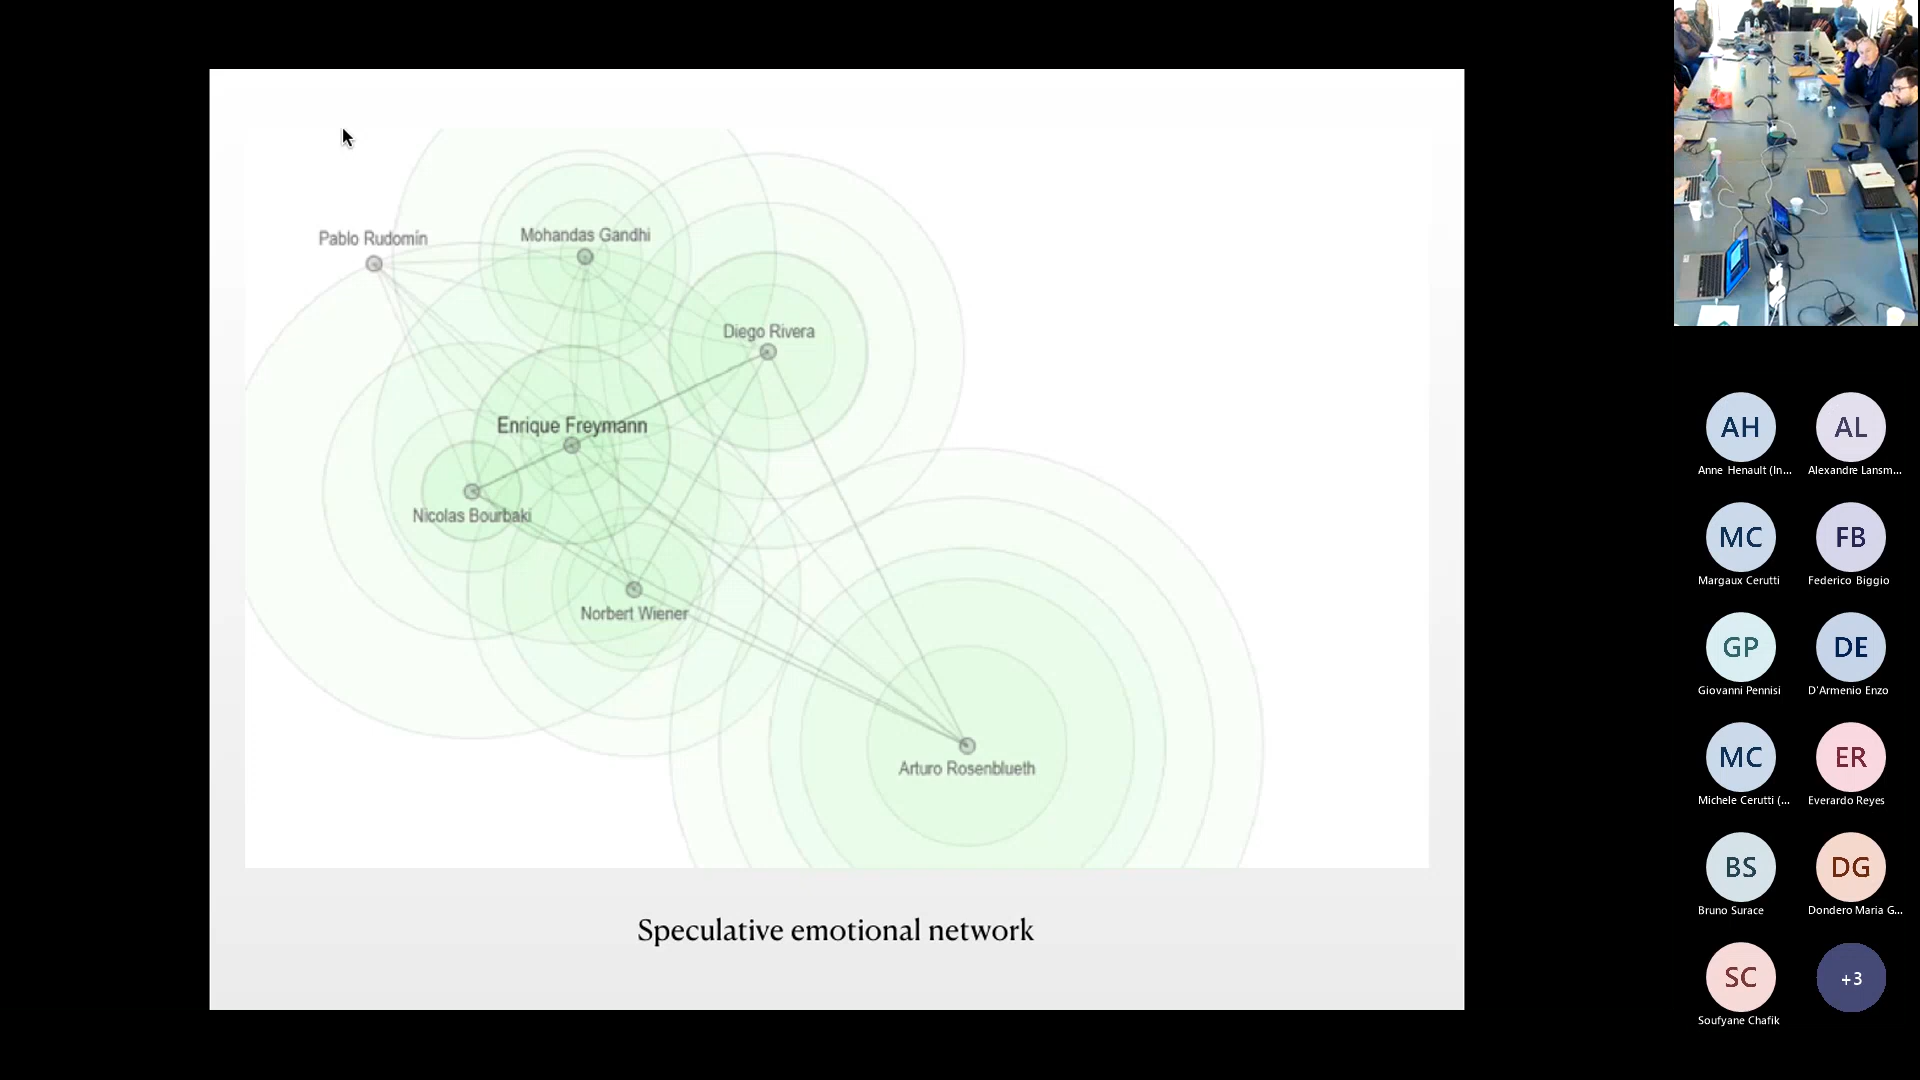 Pablo Rudomín
Mohandas Gandhi
Diego Rivera
Enrique Freymann
Nicolas Bourbaki
Norbert Wiener
Arturo Rosenblueth
Speculative emotional network
AH
AL
Anne Henault (In...
Alexandre Lansm...
MC
FB
Margaux Cerutti
Federico Biggio
GP
DE
Giovanni Pennisi
D'Armenio Enzo
MC
ER
Michele Cerutti (...
Everardo Reyes
BS
DG
Bruno Surace
Dondero Maria G...
SC
+3
Soufyane Chafik